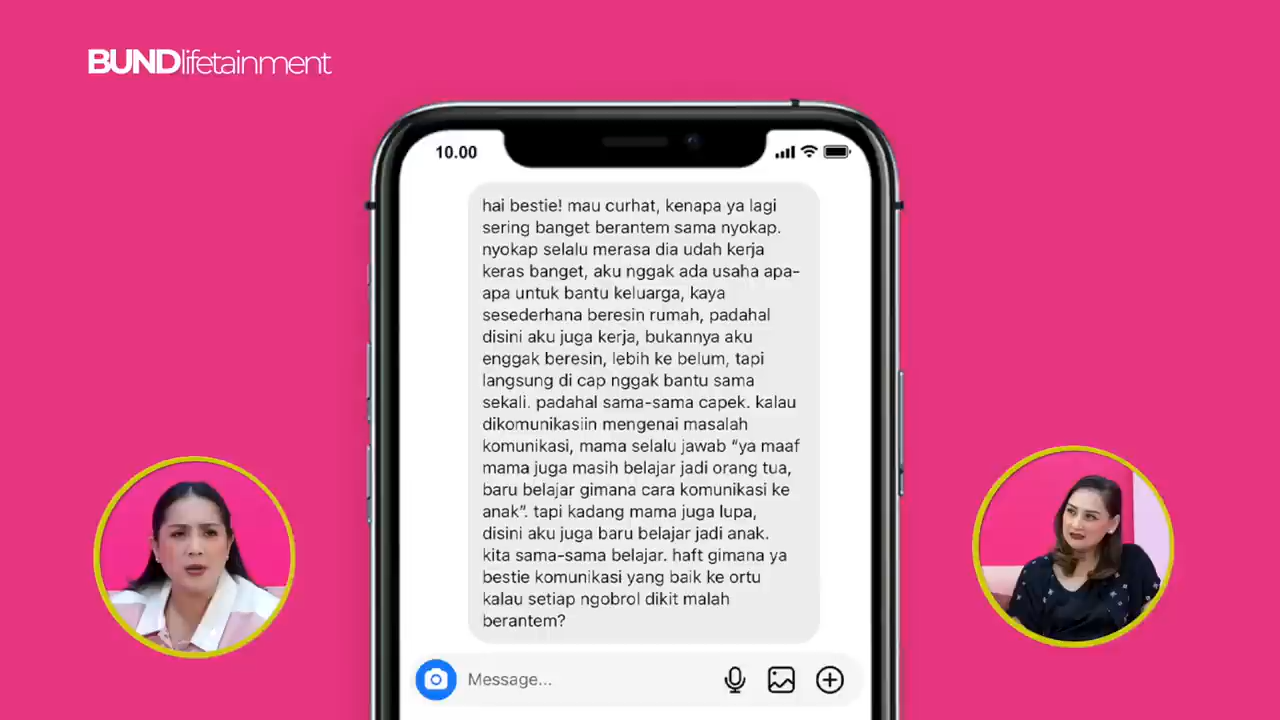 BUNDlifetainment
10.00
hai bestie! mau curhat, kenapa ya lagi
sering banget berantem sama nyokap.
nyokap selalu merasa dia udah kerja
keras banget, aku nggak ada usaha apa-
apa untuk bantu keluarga, kaya
sesederhana beresin rumah, padahal
disini aku juga kerja, bukannya aku
enggak beresin, lebih ke belum, tapi
langsung di cap nggak bantu sama
sekali. padahal sama-sama capek. kalau
dikomunikasiin mengenai masalah
komunikasi, mama selalu jawab “ya maaf
mama juga masih belajar jadi orang tua,
baru belajar gimana cara komunikasi ke
anak”. tapi kadang mama juga lupa,
disini aku juga baru belajar jadi anak.
kita sama-sama belajar. haft gimana ya
bestie komunikasi yang baik ke ortu
kalau setiap ngobrol dikit malah
berantem?
Message...